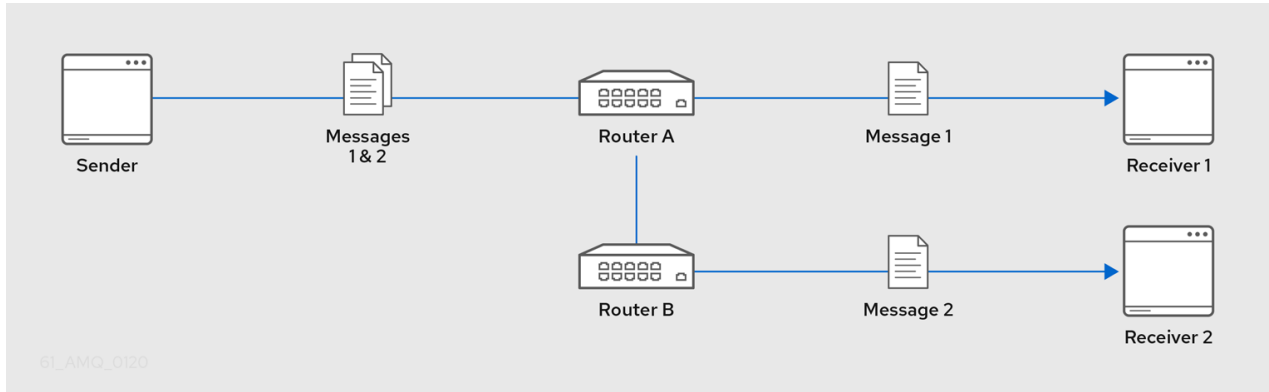 Sender
Messages
1 & 2
Router A
Message 1
Receiver 1
Router B
Message 2
Receiver 2
61_AMQ_0120